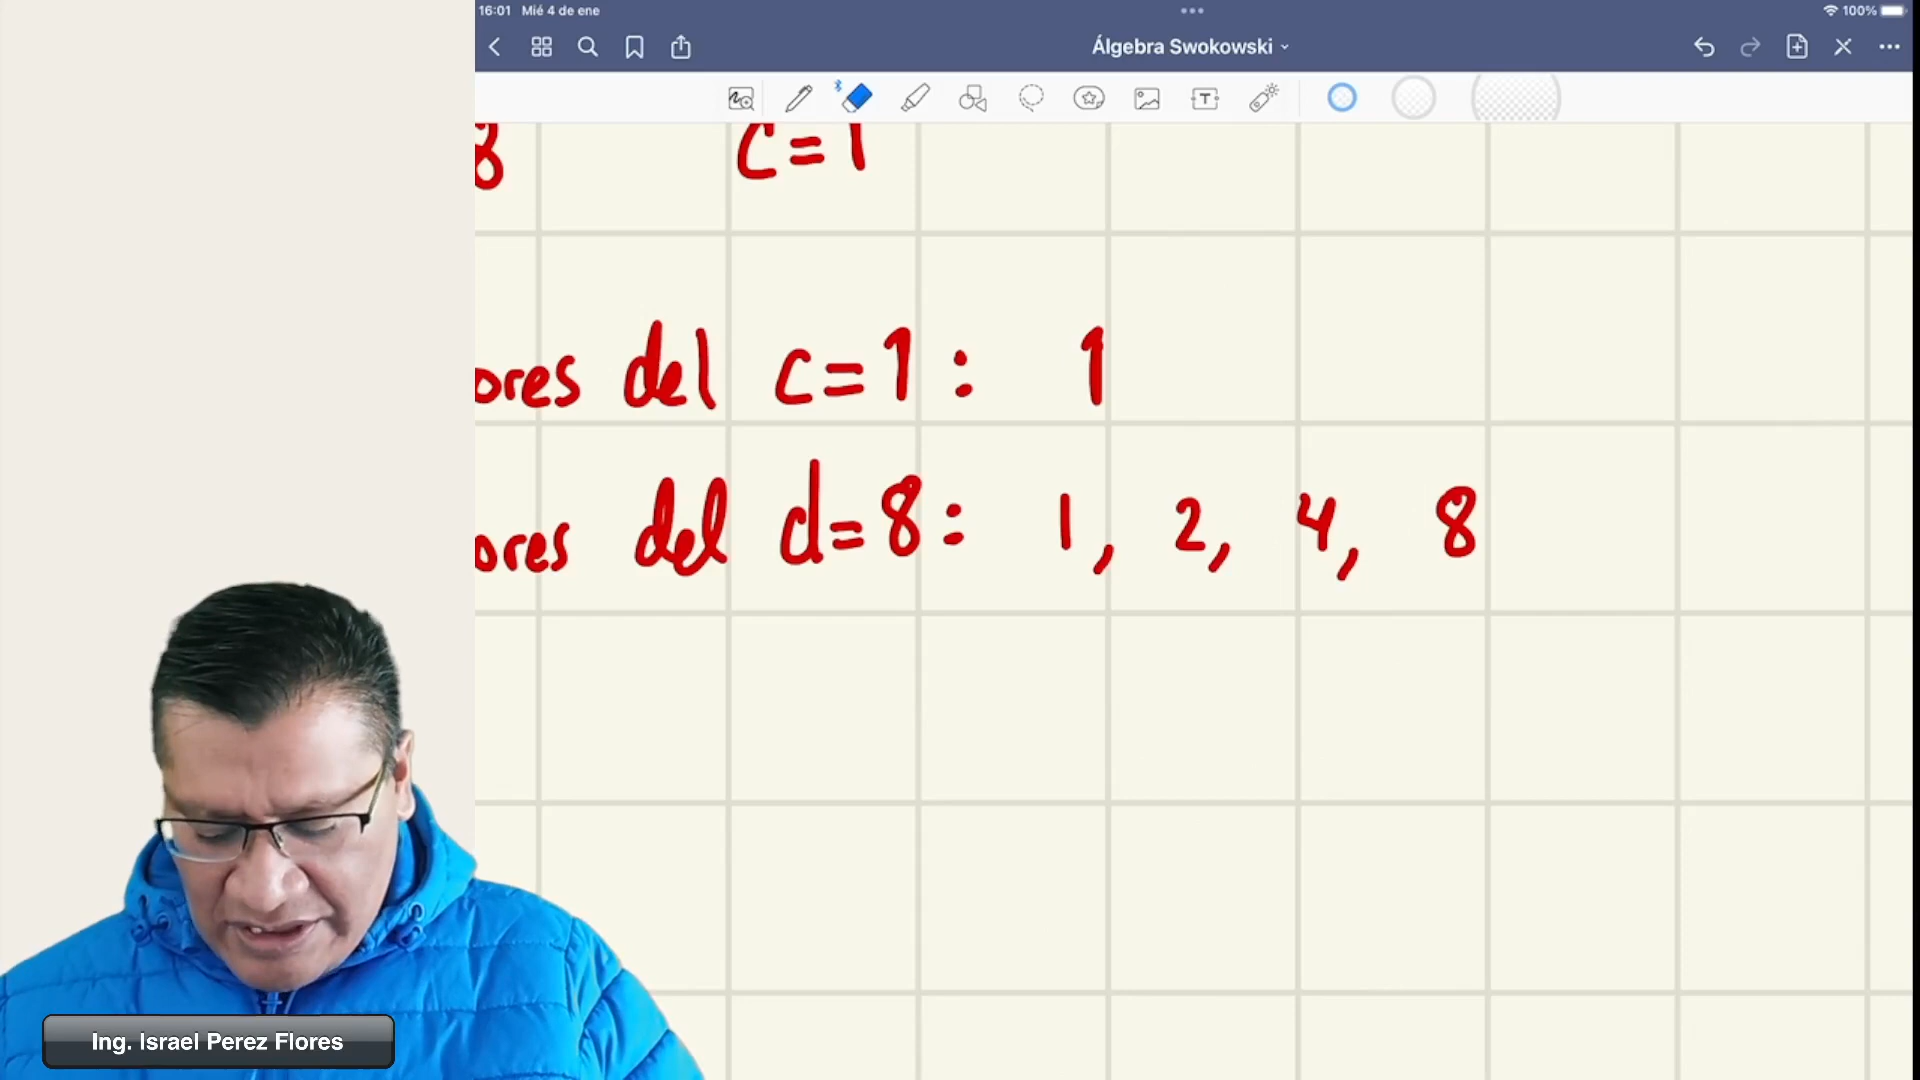 16:01 Mié 4 de ene
100%
Álgebra Swokowski
8 c=1
ores del c=1: 1
ores del d=8: 1, 2, 4, 8
Ing. Israel Perez Flores